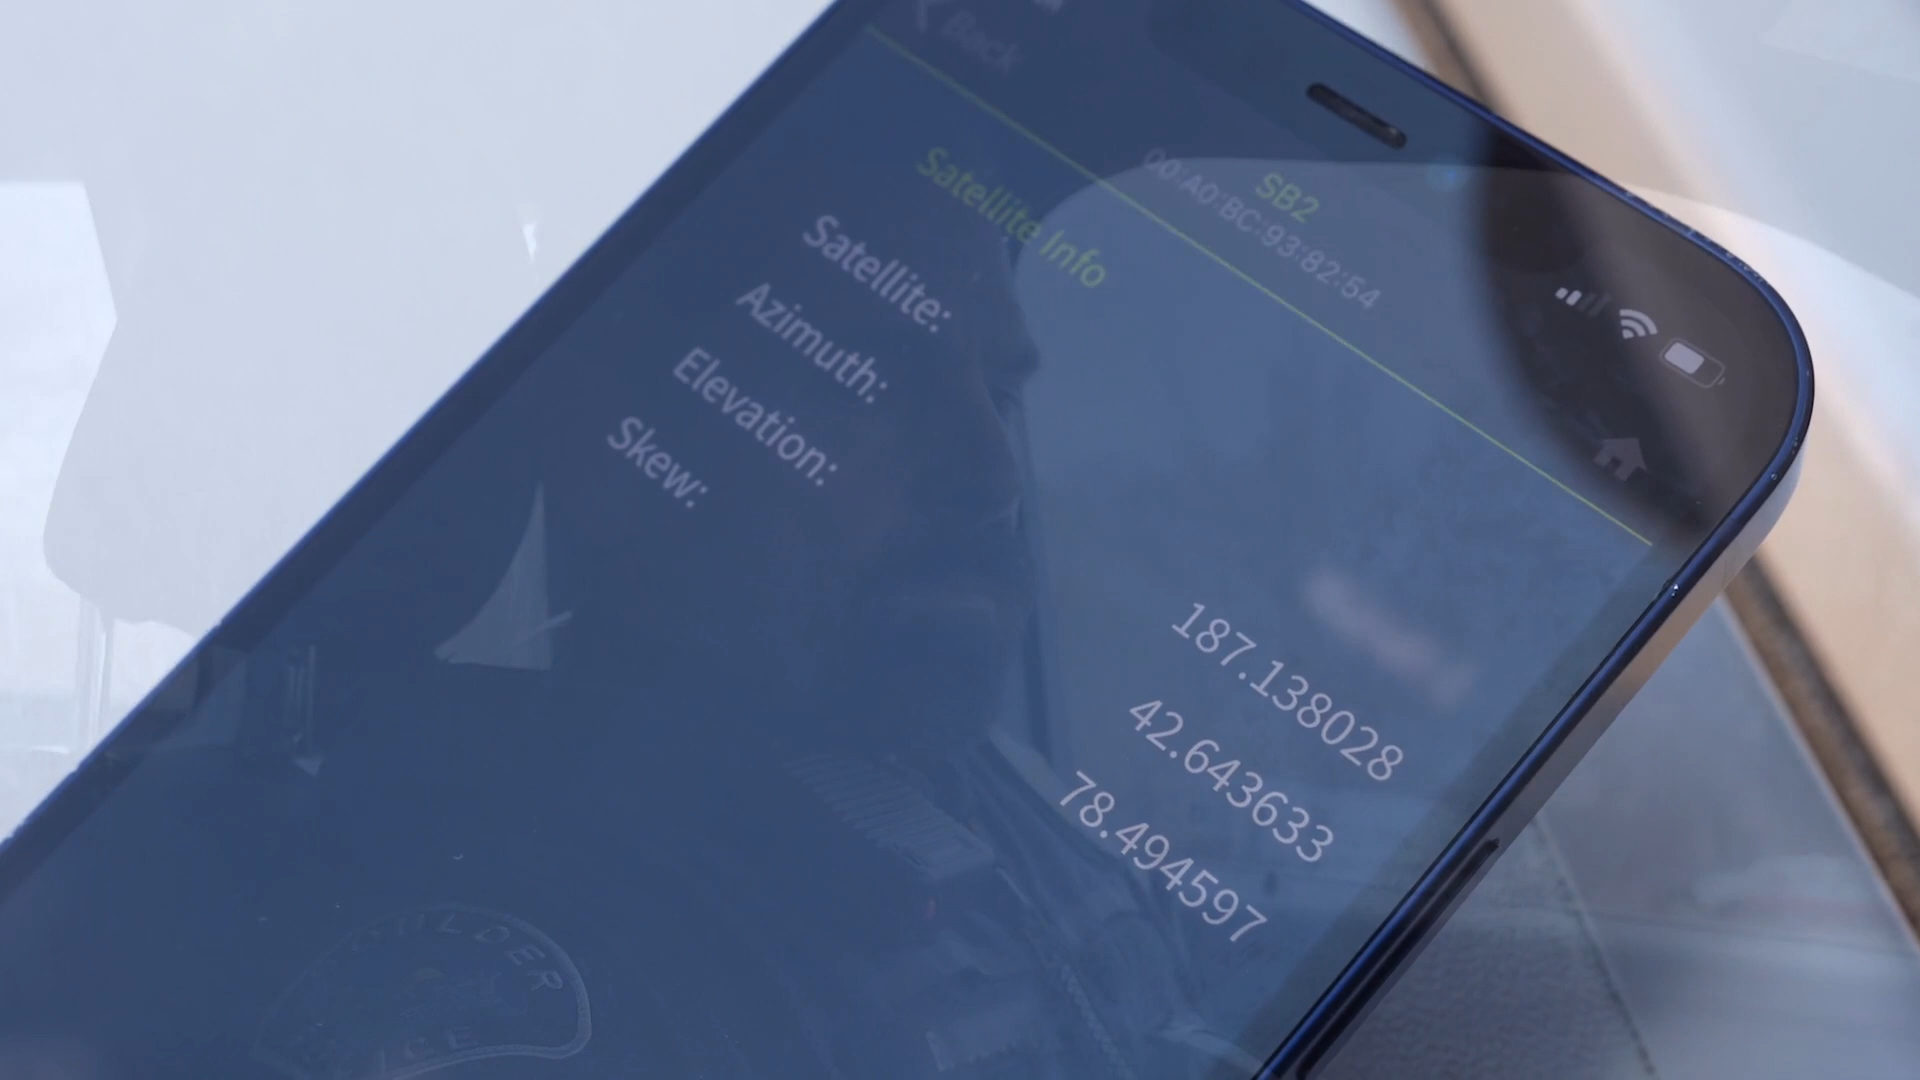 Back
SB2
00:A0:BC:93:82:54
Satellite Info
Satellite:
Azimuth: 187.138028
Elevation: 42.643633
Skew: 78.494597